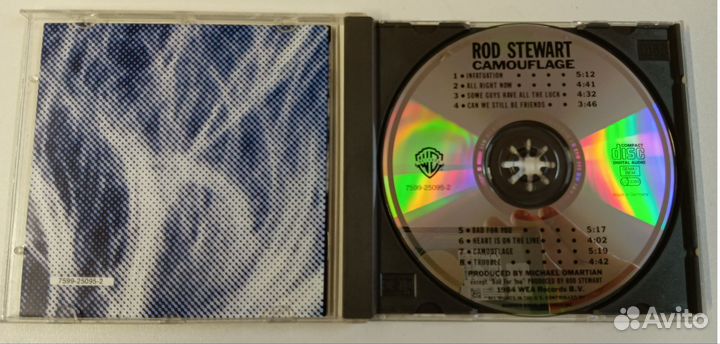 7599-25095-2
ROD STEWART
CAMOUFLAGE
1 • INFATUATION • • • • 5:12
2 • ALL RIGHT NOW • • • • 4:41
3 • SOME GUYS HAVE ALL THE LUCK • 4:32
4 • CAN WE STILL BE FRIENDS • • 3:46
COMPACT
disc
DIGITAL AUDIO
7599-25095-2
Made in Germany
5 • BAD FOR YOU • • • • 5:17
6 • HEART IS ON THE LINE • • • 4:02
7 • CAMOUFLAGE • • • • 5:19
8 • TROUBLE • • • • 4:42
PRODUCED BY MICHAEL OMARTIAN
except "Bad For You" PRODUCED BY ROD STEWART
1984 WEA Records B.V.
Avito